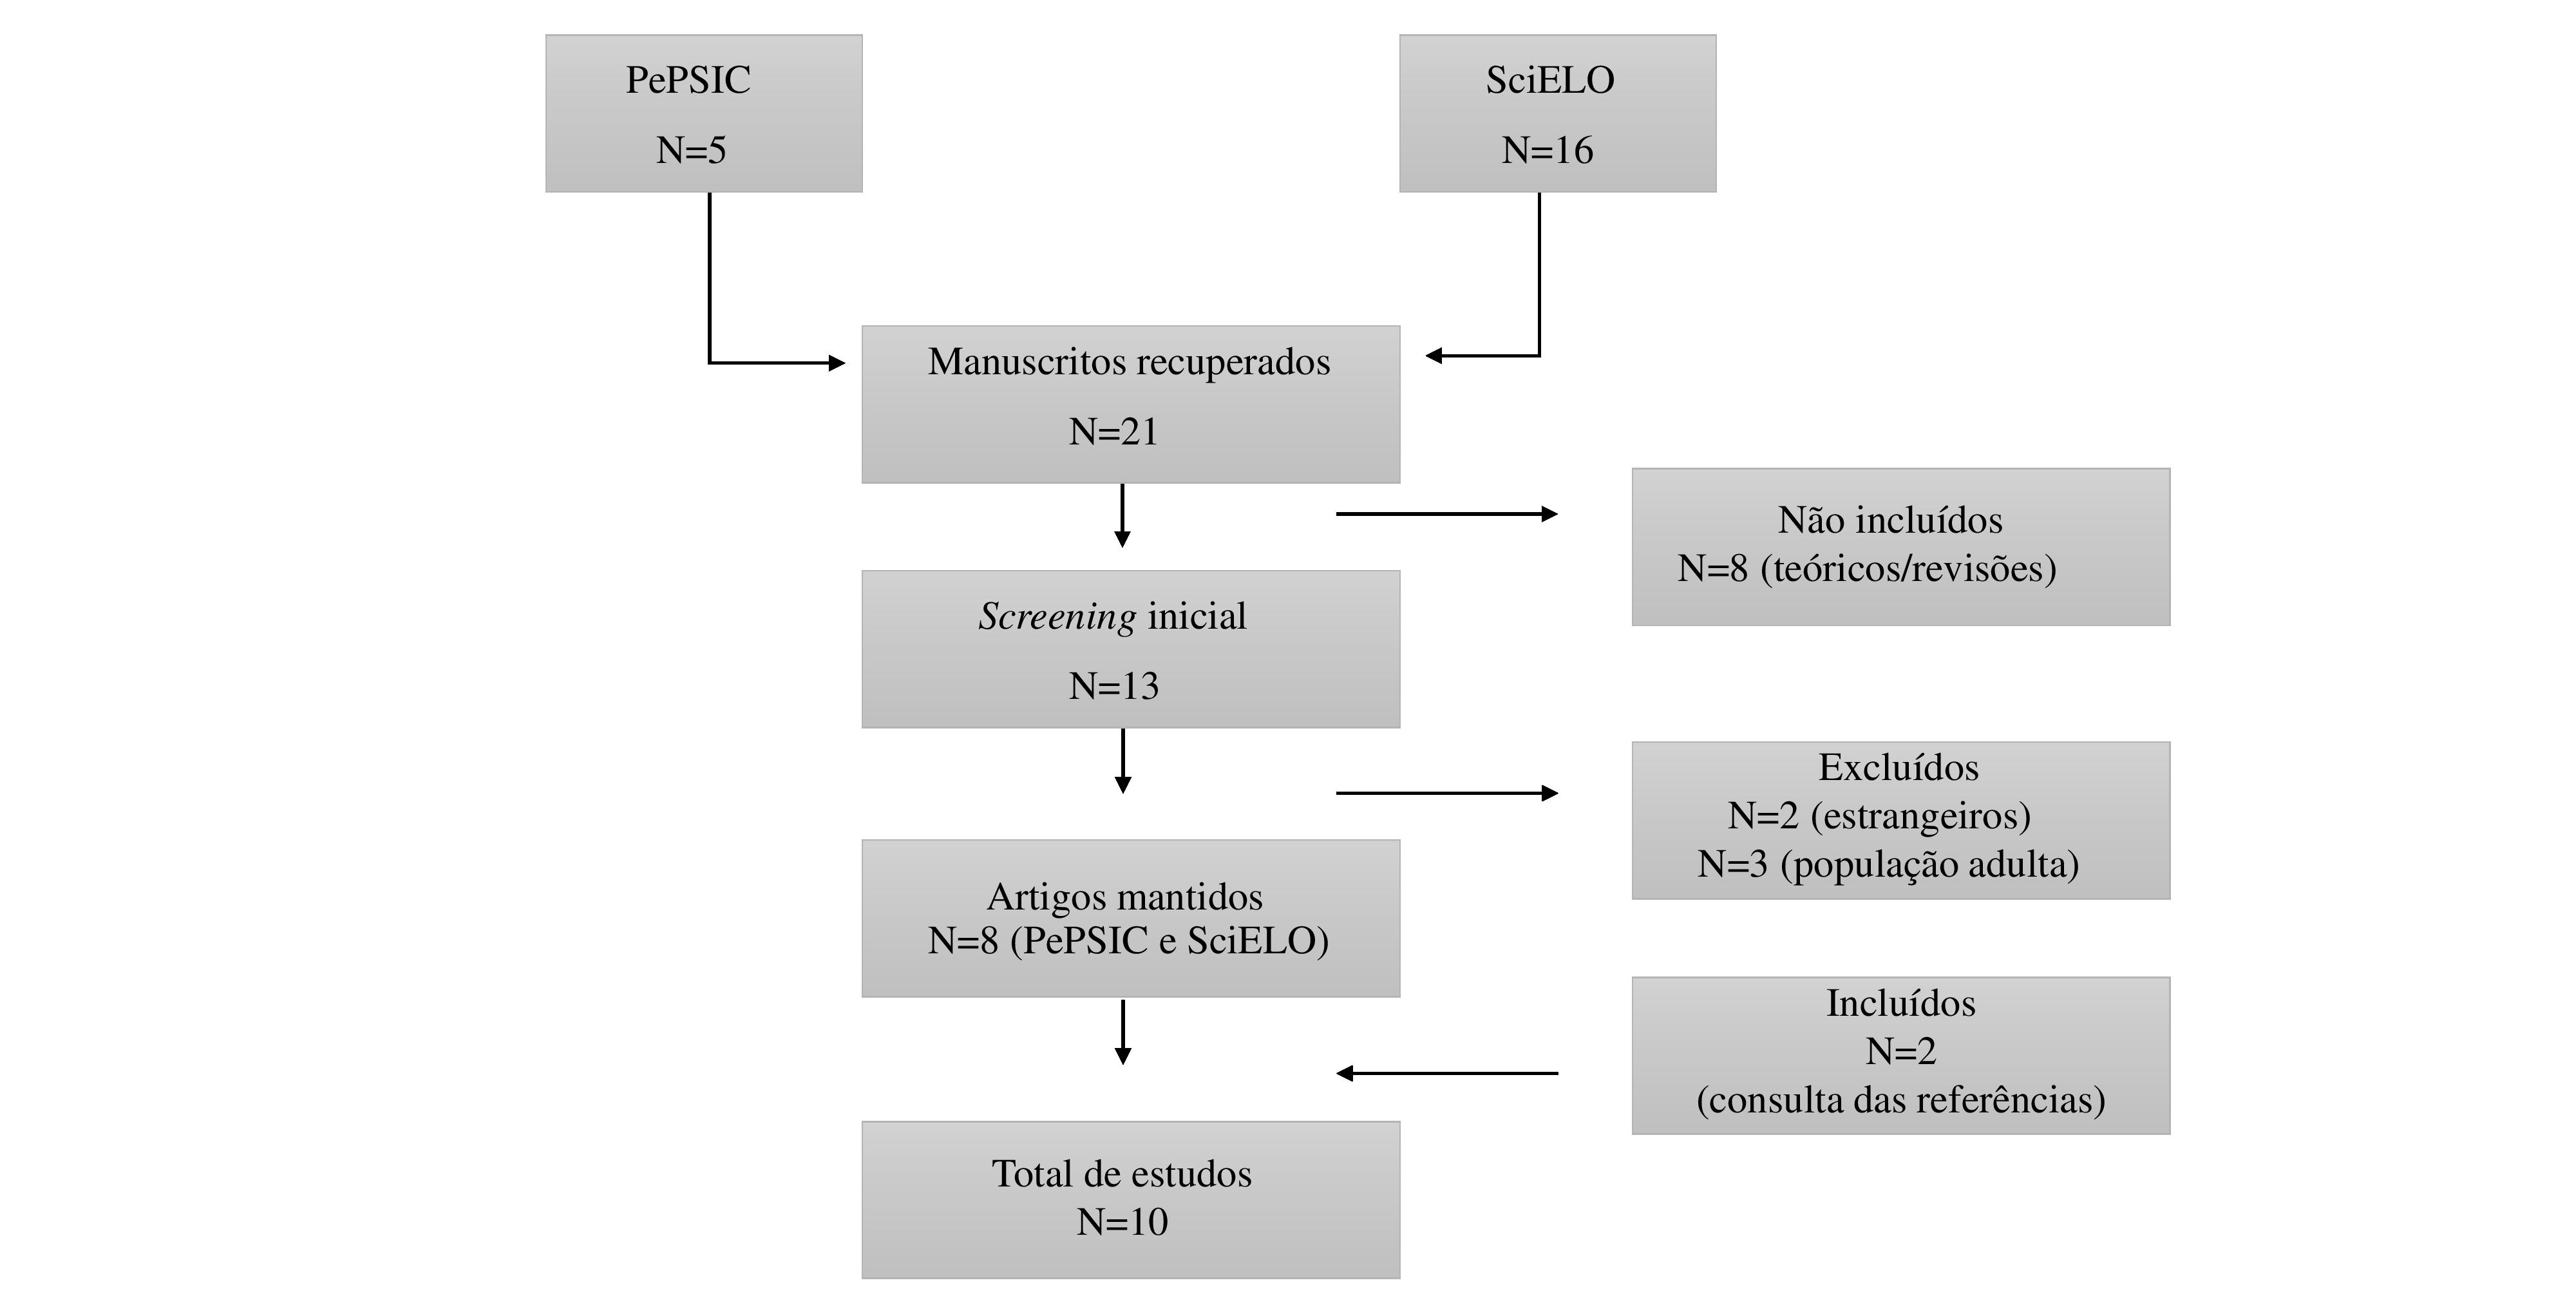 PePSIC
N=5
SciELO
N=16
Manuscritos recuperados
N=21
Não incluídos
N=8 (teóricos/revisões)
Screening inicial
N=13
Excluídos
N=2 (estrangeiros)
N=3 (população adulta)
Artigos mantidos
N=8 (PePSIC e SciELO)
Incluídos
N=2
(consulta das referências)
Total de estudos
N=10